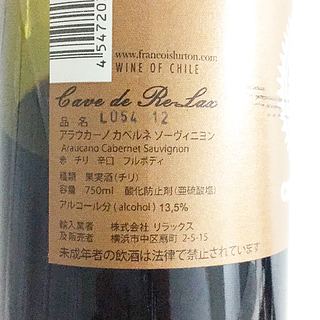 4 54720
www.francoislurton.com
WINE OF CHILE
Cave de Re-Lax
品 名 L054 12
アラウカーノ カベルネ ソーヴィニヨン
Araucano Cabernet Sauvignon
赤 チリ 辛口 フルボディ
種類 果実酒(チリ)
容量 750ml 酸化防止剤(亜硫酸塩)
アルコール分(alcohol) 13,5%
輸入業者 株式会社 リラックス
及販売者 横浜市中区扇町 2-5-15
未成年者の飲酒は法律で禁止されています